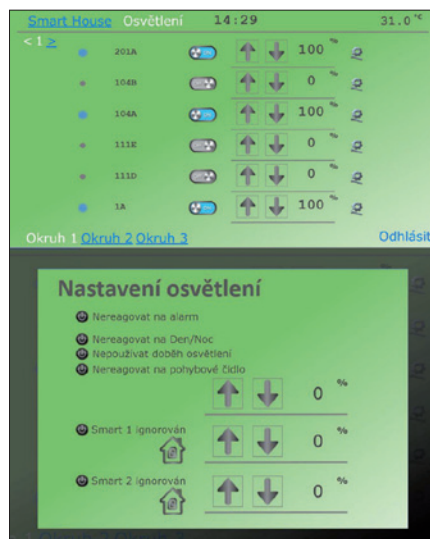 Smart House Osvětlení 14:29 31.0 °C
< 1 >
201A 100 %
104B 0 %
104A 100 %
111E 0 %
111D 0 %
1A 100 %
Okruh 1 Okruh 2 Okruh 3 Odhlásit
Nastavení osvětlení
Nereagovat na alarm
Nereagovat na Den/Noc
Nepoužívat doběh osvětlení
Nereagovat na pohybové čidlo
0 %
Smart 1 ignorován 0 %
Smart 2 ignorován 0 %